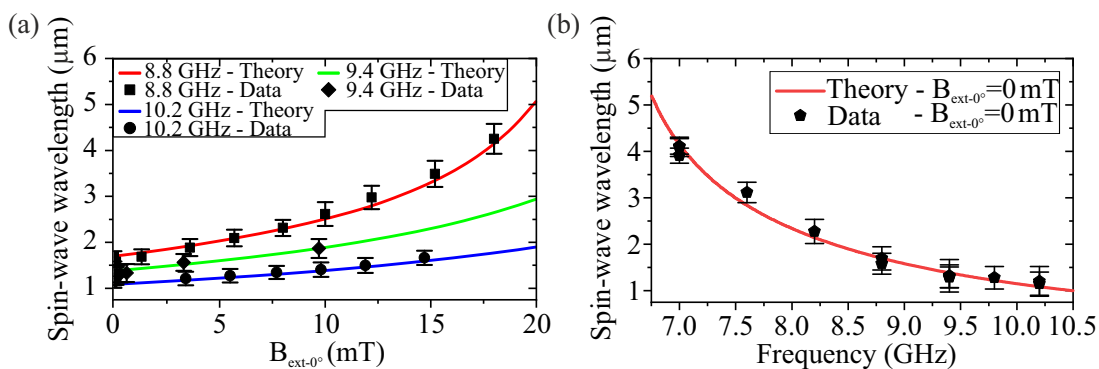 (a)
Spin-wave wavelength (μm)
6
5
4
3
2
1
8.8 GHz - Theory
8.8 GHz - Data
10.2 GHz - Theory
10.2 GHz - Data
9.4 GHz - Theory
9.4 GHz - Data
0 5 10 15 20
B_ext-0° (mT)
(b)
Spin-wave wavelength (μm)
6
5
4
3
2
1
Theory - B_ext-0°=0 mT
Data - B_ext-0°=0 mT
7.0 7.5 8.0 8.5 9.0 9.5 10.0 10.5
Frequency (GHz)